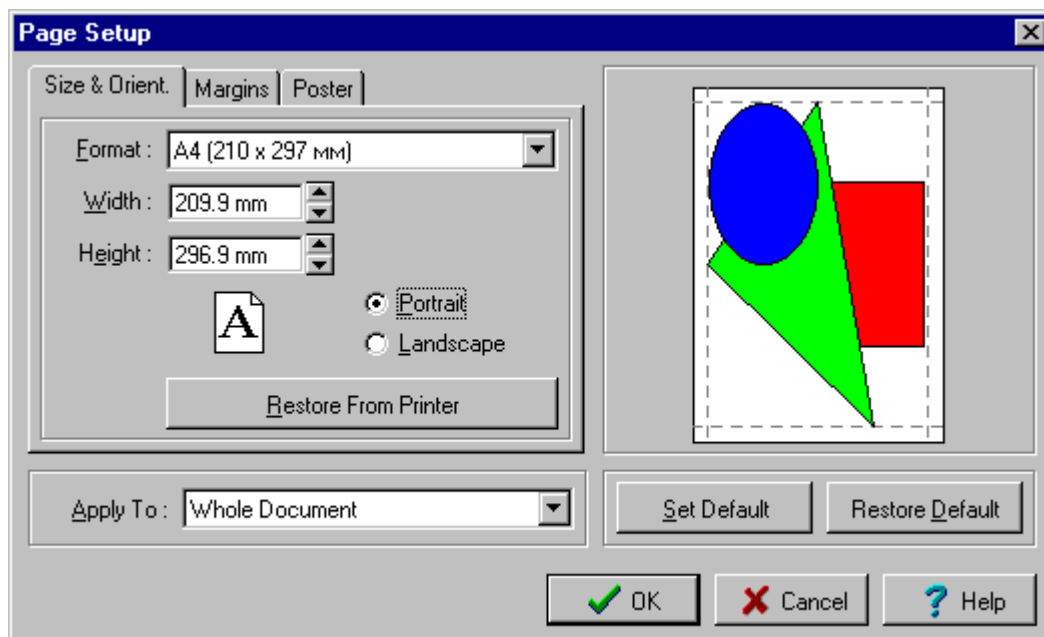 Page Setup
Size & Orient. Margins Poster
Format : A4 (210 x 297 мм)
Width : 209.9 mm
Height : 296.9 mm
A
Portrait
Landscape
Restore From Printer
Apply To : Whole Document
Set Default Restore Default
OK Cancel ? Help